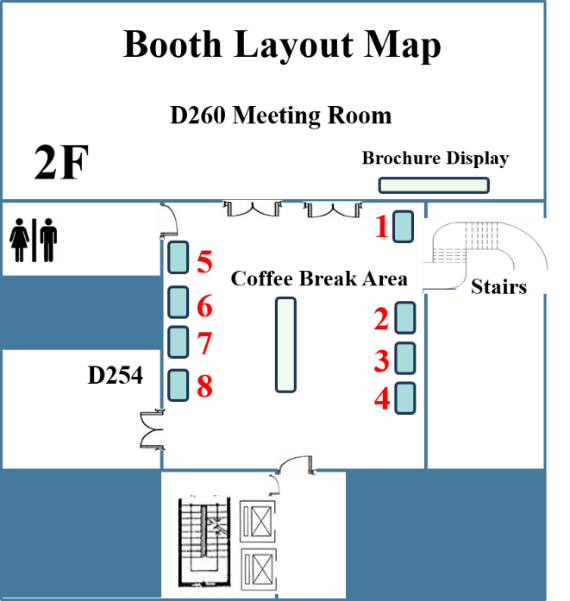 Booth Layout Map
D260 Meeting Room
2F
Brochure Display
1
5
Coffee Break Area
Stairs
6
2
7
3
D254
8
4